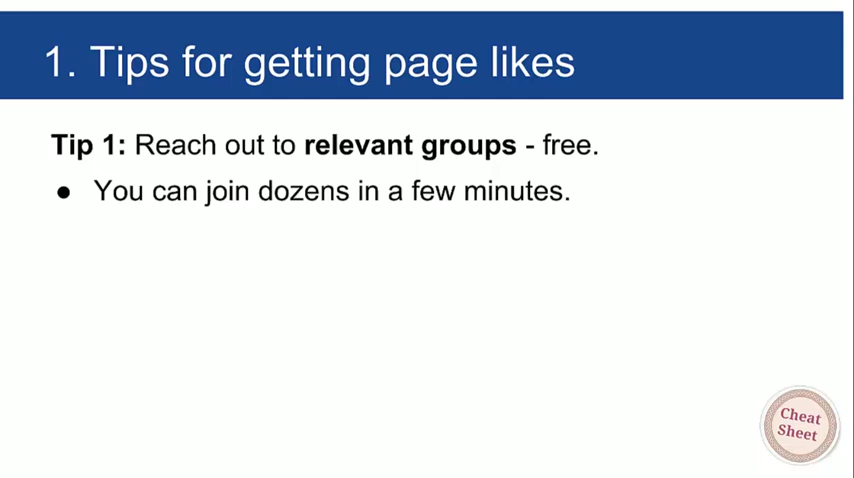 1. Tips for getting page likes
Tip 1: Reach out to relevant groups - free.
● You can join dozens in a few minutes.
Cheat
Sheet